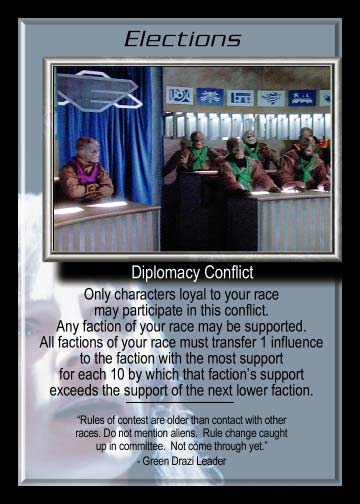 Elections
Diplomacy Conflict
Only characters loyal to your race
may participate in this conflict.
Any faction of your race may be supported.
All factions of your race must transfer 1 influence
to the faction with the most support
for each 10 by which that faction's support
exceeds the support of the next lower faction.
“Rules of contest are older than contact with other
races. Do not mention aliens.  Rule change caught
up in committee.  Not come through yet.”
- Green Drazi Leader